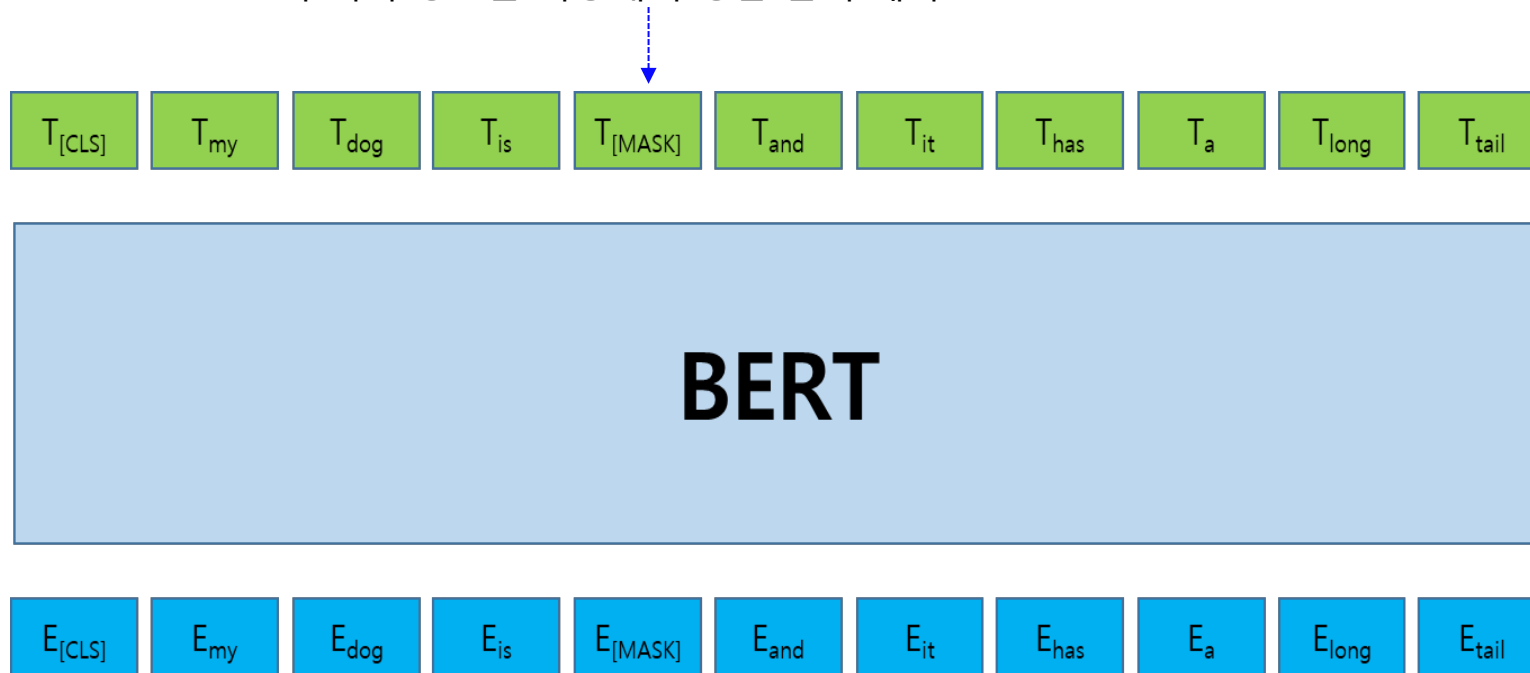 T[CLS] Tmy Tdog Tis T[MASK] Tand Tit Thas Ta Tlong Ttail
BERT
E[CLS] Emy Edog Eis E[MASK] Eand Eit Ehas Ea Elong Etail